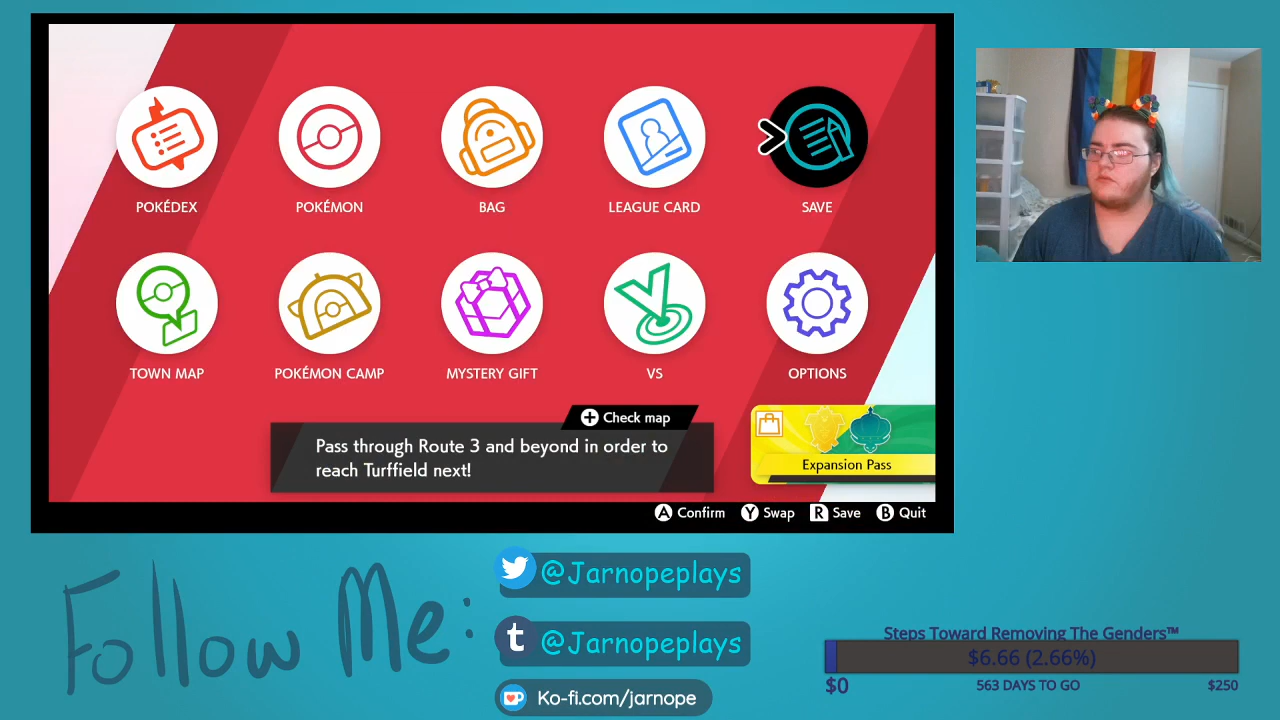 POKÉDEX
POKÉMON
BAG
LEAGUE CARD
SAVE
TOWN MAP
POKÉMON CAMP
MYSTERY GIFT
VS
OPTIONS
+ Check map
Pass through Route 3 and beyond in order to
reach Turffield next!
Expansion Pass
A Confirm Y Swap R Save B Quit
Follow Me:
@Jarnopeplays
t @Jarnopeplays
Ko-fi.com/jarnope
Steps Toward Removing The Genders™
$6.66 (2.66%)
$0 563 DAYS TO GO $250